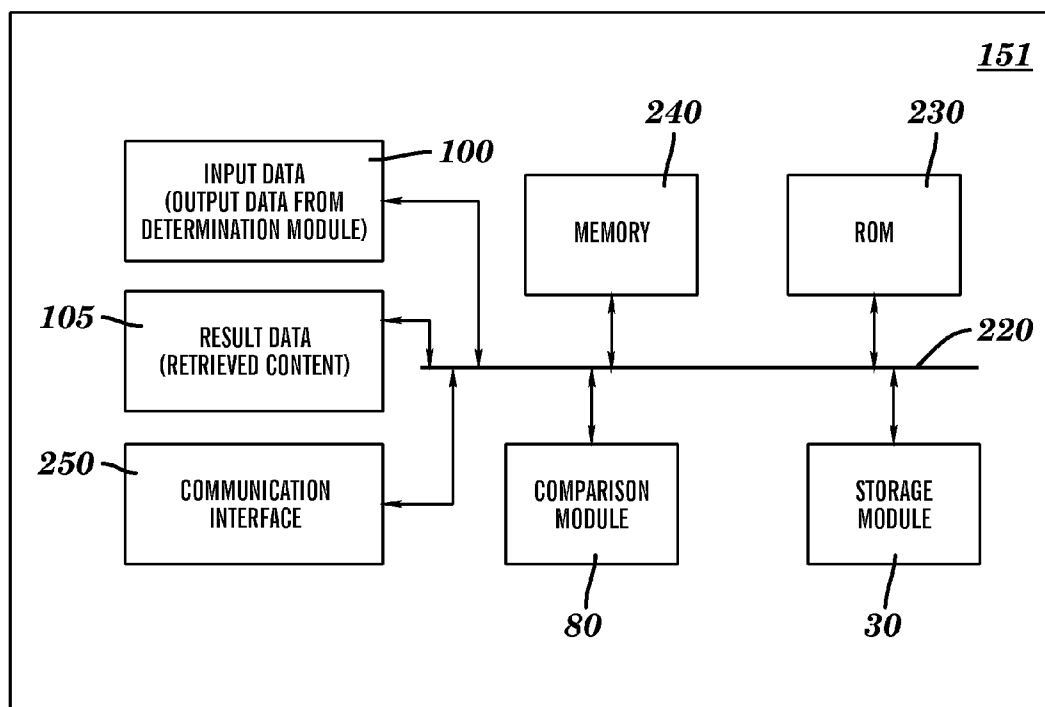 151
240
230
100
INPUT DATA
(OUTPUT DATA FROM
DETERMINATION MODULE)
MEMORY
ROM
105
RESULT DATA
(RETRIEVED CONTENT)
220
250
COMMUNICATION
INTERFACE
COMPARISON
MODULE
STORAGE
MODULE
80
30